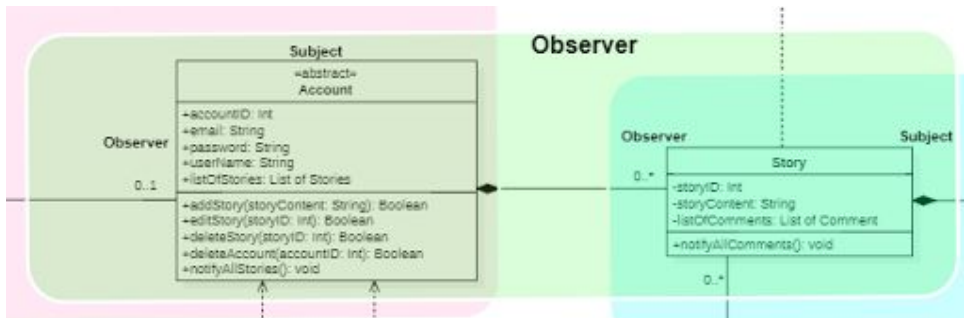 Observer
Subject
«abstract»
Account
+accountID: Int
+email: String
+password: String
+userName: String
+listOfStories: List of Stories
+addStory(storyContent: String): Boolean
+editStory(storyID: Int): Boolean
+deleteStory(storyID: Int): Boolean
+deleteAccount(accountID: Int): Boolean
+notifyAllStories(): void
Observer
0..1
Observer
0..*
Subject
Story
-storyID: Int
-storyContent: String
-listOfComments: List of Comment
+notifyAllComments(): void
0..*